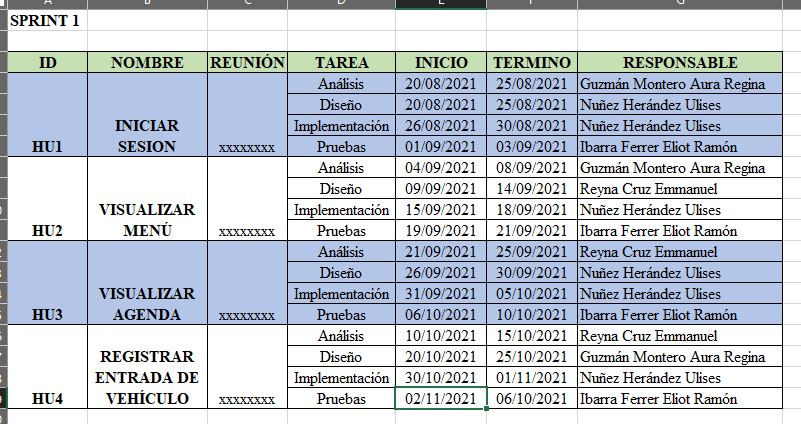 SPRINT 1
ID NOMBRE REUNIÓN TAREA INICIO TERMINO RESPONSABLE
Análisis 20/08/2021 25/08/2021 Guzmán Montero Aura Regina
Diseño 20/08/2021 25/08/2021 Nuñez Herández Ulises
INICIAR Implementación 26/08/2021 30/08/2021 Nuñez Herández Ulises
HU1 SESION xxxxxxxx Pruebas 01/09/2021 03/09/2021 Ibarra Ferrer Eliot Ramón
Análisis 04/09/2021 08/09/2021 Guzmán Montero Aura Regina
Diseño 09/09/2021 14/09/2021 Reyna Cruz Emmanuel
VISUALIZAR Implementación 15/09/2021 18/09/2021 Nuñez Herández Ulises
HU2 MENÚ xxxxxxxx Pruebas 19/09/2021 21/09/2021 Ibarra Ferrer Eliot Ramón
Análisis 21/09/2021 25/09/2021 Reyna Cruz Emmanuel
Diseño 26/09/2021 30/09/2021 Nuñez Herández Ulises
VISUALIZAR Implementación 31/09/2021 05/10/2021 Nuñez Herández Ulises
HU3 AGENDA xxxxxxxx Pruebas 06/10/2021 10/10/2021 Ibarra Ferrer Eliot Ramón
Análisis 10/10/2021 15/10/2021 Reyna Cruz Emmanuel
REGISTRAR Diseño 20/10/2021 25/10/2021 Guzmán Montero Aura Regina
ENTRADA DE Implementación 30/10/2021 01/11/2021 Nuñez Herández Ulises
HU4 VEHÍCULO xxxxxxxx Pruebas 02/11/2021 06/10/2021 Ibarra Ferrer Eliot Ramón